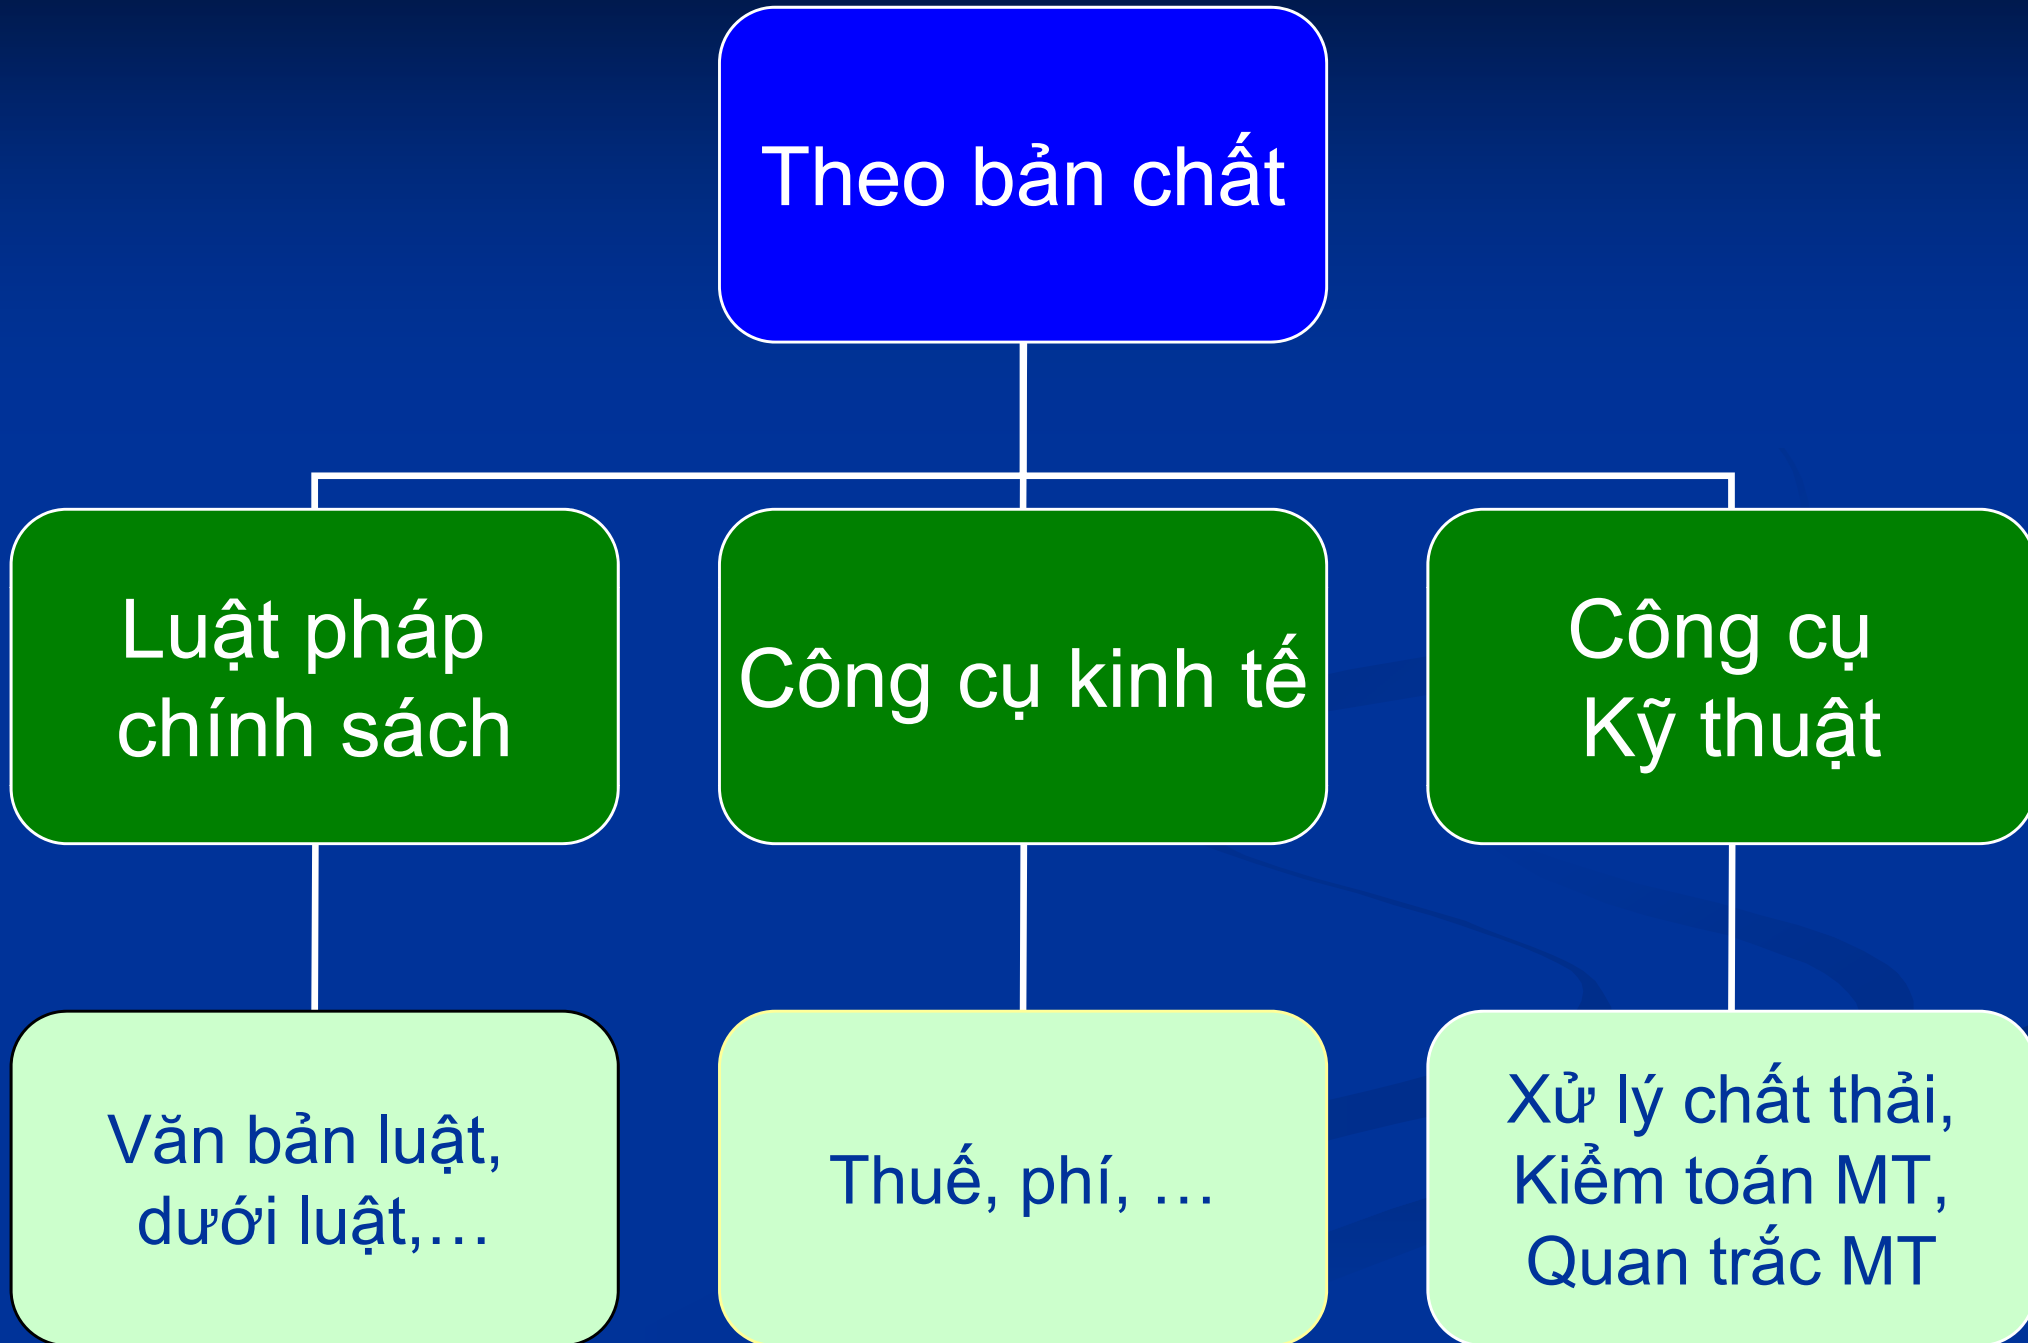 Theo bản chất
Luật pháp
chính sách
Công cụ kinh tế
Công cụ
Kỹ thuật
Văn bản luật,
dưới luật,…
Thuế, phí, …
Xử lý chất thải,
Kiểm toán MT,
Quan trắc MT